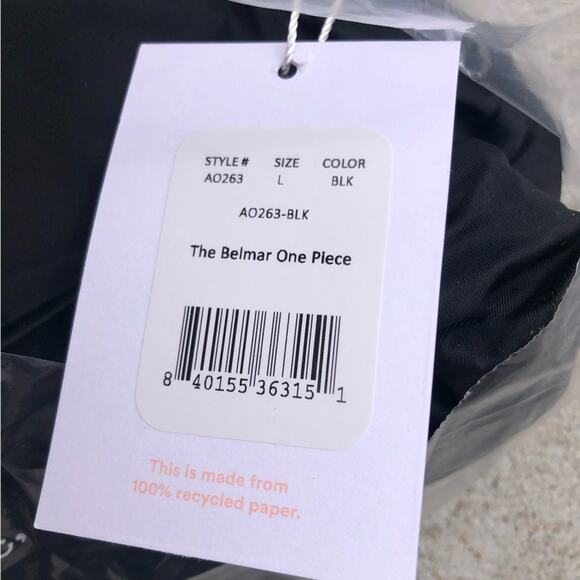 STYLE # SIZE COLOR
AO263 L BLK
AO263-BLK
The Belmar One Piece
8 40155 36315 1
This is made from
100% recycled paper.